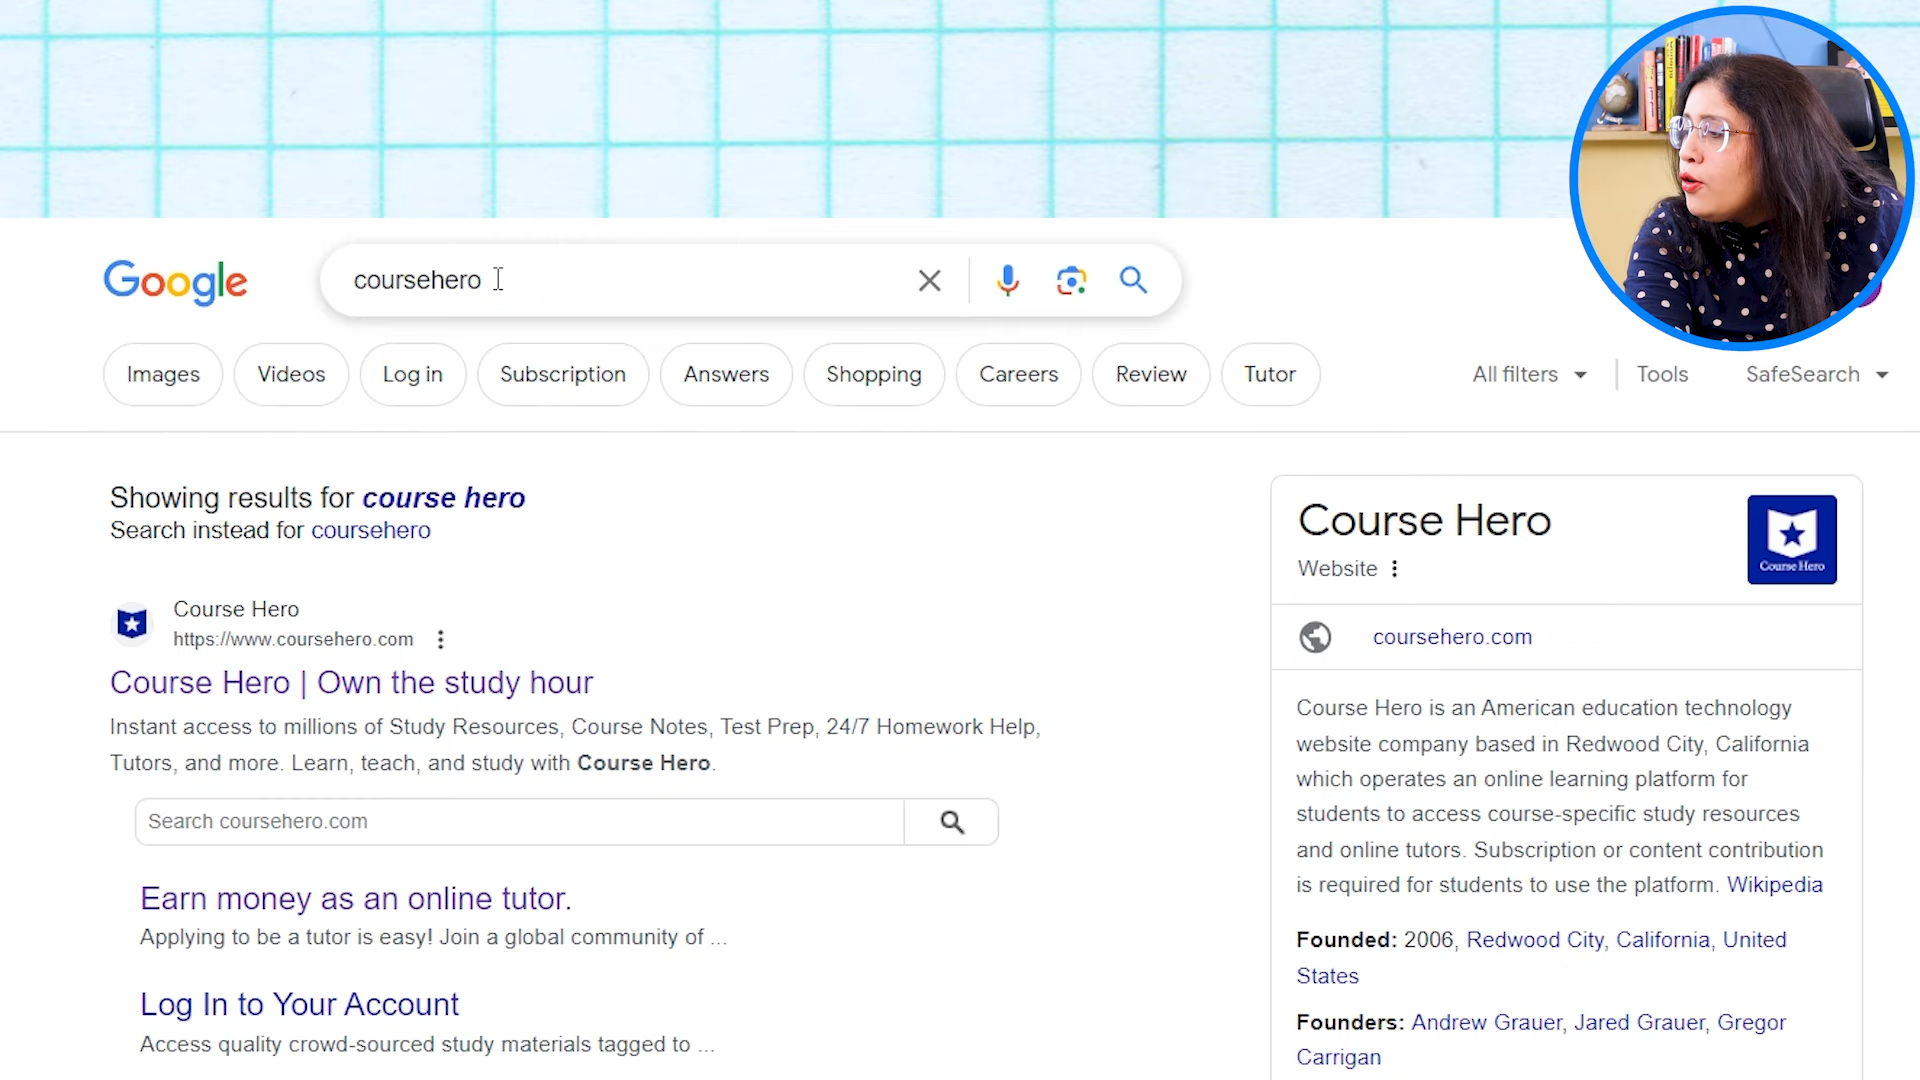 Google
coursehero
Images
Videos
Log in
Subscription
Answers
Shopping
Careers
Review
Tutor
All filters
Tools
SafeSearch
Showing results for course hero
Search instead for coursehero
Course Hero
https://www.coursehero.com
Course Hero | Own the study hour
Instant access to millions of Study Resources, Course Notes, Test Prep, 24/7 Homework Help,
Tutors, and more. Learn, teach, and study with Course Hero.
Search coursehero.com
Earn money as an online tutor.
Applying to be a tutor is easy! Join a global community of ...
Log In to Your Account
Access quality crowd-sourced study materials tagged to ...
Course Hero
Course Hero
Website
coursehero.com
Course Hero is an American education technology
website company based in Redwood City, California
which operates an online learning platform for
students to access course-specific study resources
and online tutors. Subscription or content contribution
is required for students to use the platform. Wikipedia
Founded: 2006, Redwood City, California, United
States
Founders: Andrew Grauer, Jared Grauer, Gregor
Carrigan